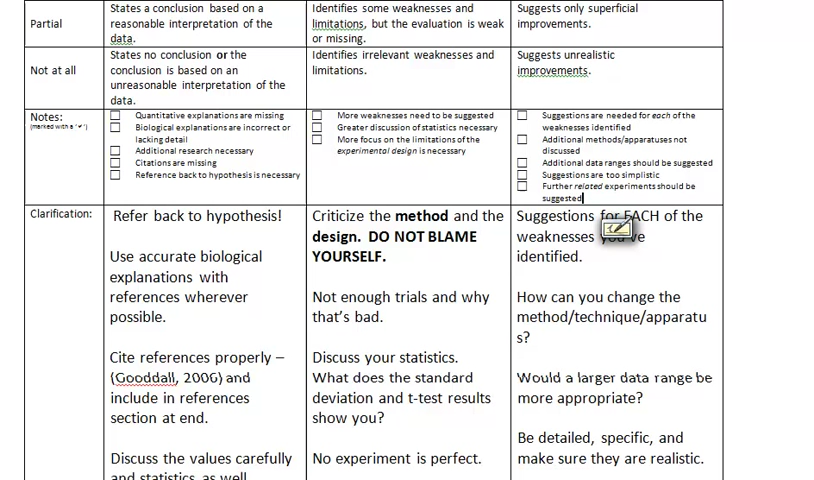 Partial
States a conclusion based on a
reasonable interpretation of the
data.
Identifies some weaknesses and
limitations, but the evaluation is weak
or missing.
Suggests only superficial
improvements.
Not at all
States no conclusion or the
conclusion is based on an
unreasonable interpretation of the
data.
Identifies irrelevant weaknesses and
limitations.
Suggests unrealistic
improvements.
Notes:
(marked with a "✔")
Quantitative explanations are missing
Biological explanations are incorrect or
lacking detail
Additional research necessary
Citations are missing
Reference back to hypothesis is necessary
More weaknesses need to be suggested
Greater discussion of statistics necessary
More focus on the limitations of the
experimental design is necessary
Suggestions are needed for each of the
weaknesses identified
Additional methods/apparatuses not
discussed
Additional data ranges should be suggested
Suggestions are too simplistic
Further related experiments should be
suggested
Clarification:
Refer back to hypothesis!
Use accurate biological
explanations with
references wherever
possible.
Cite references properly –
(Gooddall, 2006) and
include in references
section at end.
Discuss the values carefully
and statistics as well
Criticize the method and the
design. DO NOT BLAME
YOURSELF.
Not enough trials and why
that's bad.
Discuss your statistics.
What does the standard
deviation and t-test results
show you?
No experiment is perfect.
Suggestions for EACH of the
weaknesses you've
identified.
How can you change the
method/technique/apparatu
s?
Would a larger data range be
more appropriate?
Be detailed, specific, and
make sure they are realistic.